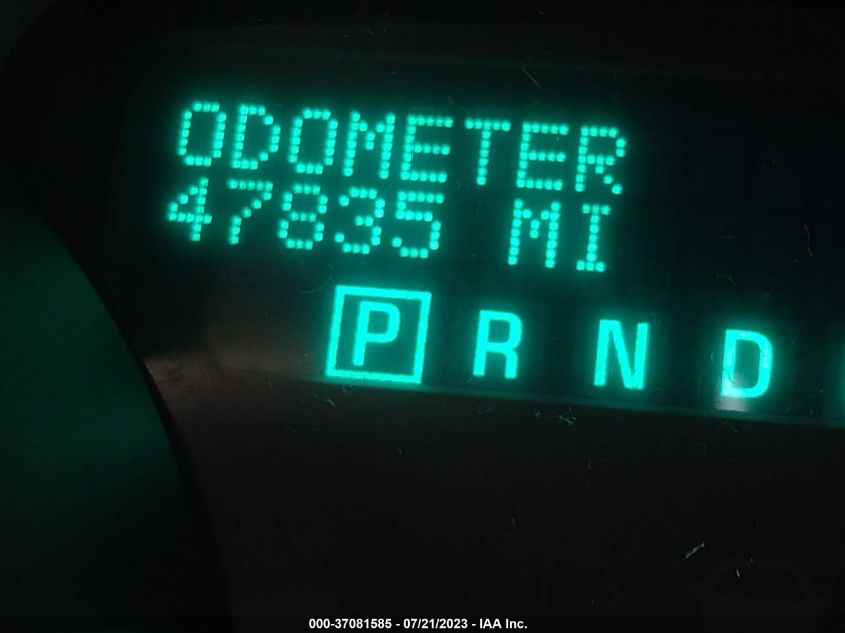 ODOMETER
47835 MI
P R N D
000-37081585 - 07/21/2023 - IAA Inc.